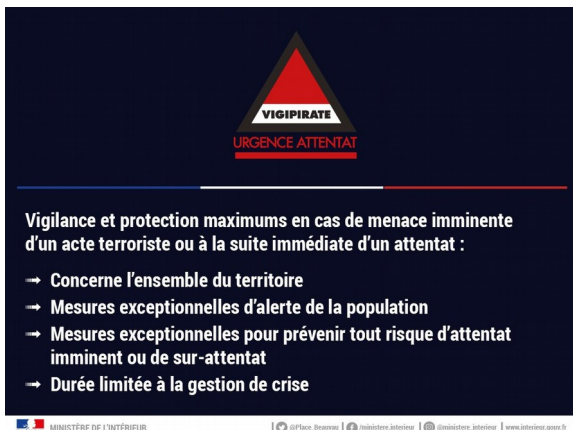 VIGIPIRATE
URGENCE ATTENTAT
Vigilance et protection maximums en cas de menace imminente
d'un acte terroriste ou à la suite immédiate d'un attentat :
Concerne l'ensemble du territoire
Mesures exceptionnelles d'alerte de la population
Mesures exceptionnelles pour prévenir tout risque d'attentat
imminent ou de sur-attentat
Durée limitée à la gestion de crise
MINISTÈRE DE L'INTÉRIEUR | @Place_Beauvau | /ministere.interieur | @ministere_interieur | www.interieur.gouv.fr